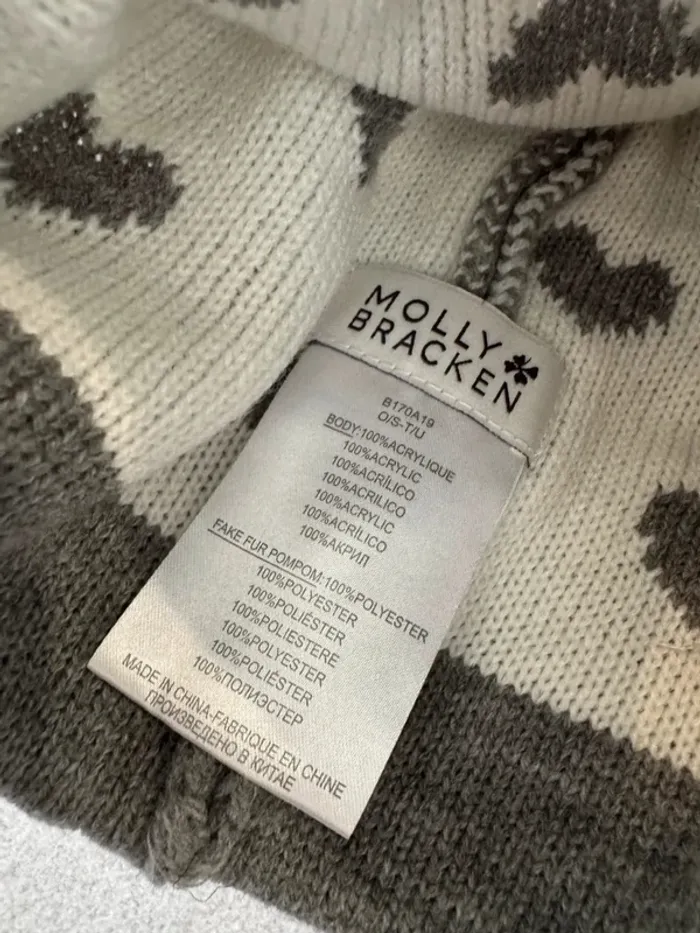 MOLLY
BRACKEN
B170A19
O/S-T/U
BODY:100%ACRYLIQUE
100%ACRYLIC
100%ACRÍLICO
100%ACRILICO
100%ACRYLIC
100%ACRÍLICO
100%АКРИЛ
FAKE FUR POMPOM:100%POLYESTER
100%POLYESTER
100%POLIÉSTER
100%POLIESTERE
100%POLYESTER
100%POLIÉSTER
100%ПОЛИЭСТЕР
MADE IN CHINA-FABRIQUE EN CHINE
ПРОИЗВЕДЕНО В КИТАЕ